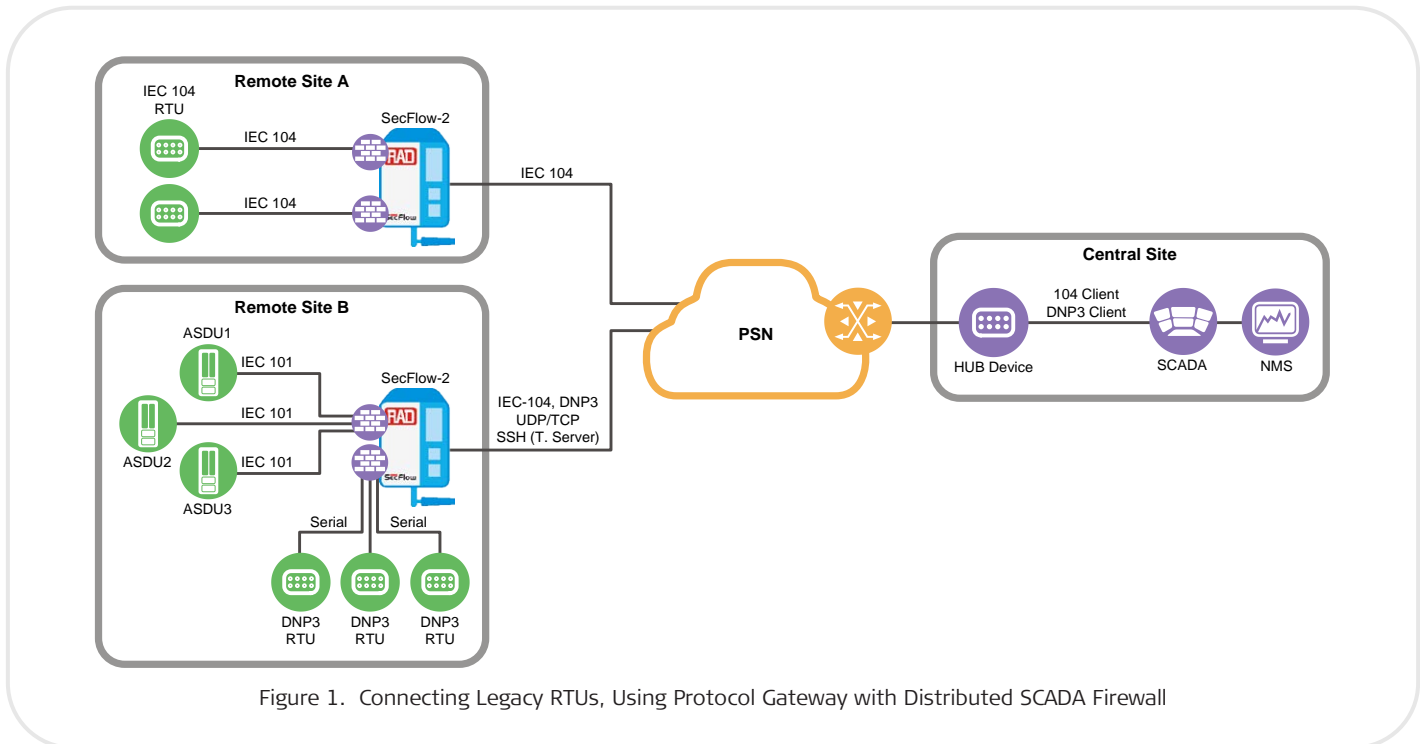 Remote Site A
IEC 104
RTU
IEC 104
IEC 104
SecFlow-2
RAD
SecFlow
IEC 104
Remote Site B
ASDU1
IEC 101
ASDU2
IEC 101
ASDU3
IEC 101
SecFlow-2
RAD
SecFlow
Serial
Serial
DNP3
RTU
DNP3
RTU
DNP3
RTU
IEC-104, DNP3
UDP/TCP
SSH (T. Server)
PSN
Central Site
HUB Device
104 Client
DNP3 Client
SCADA
NMS
Figure 1. Connecting Legacy RTUs, Using Protocol Gateway with Distributed SCADA Firewall